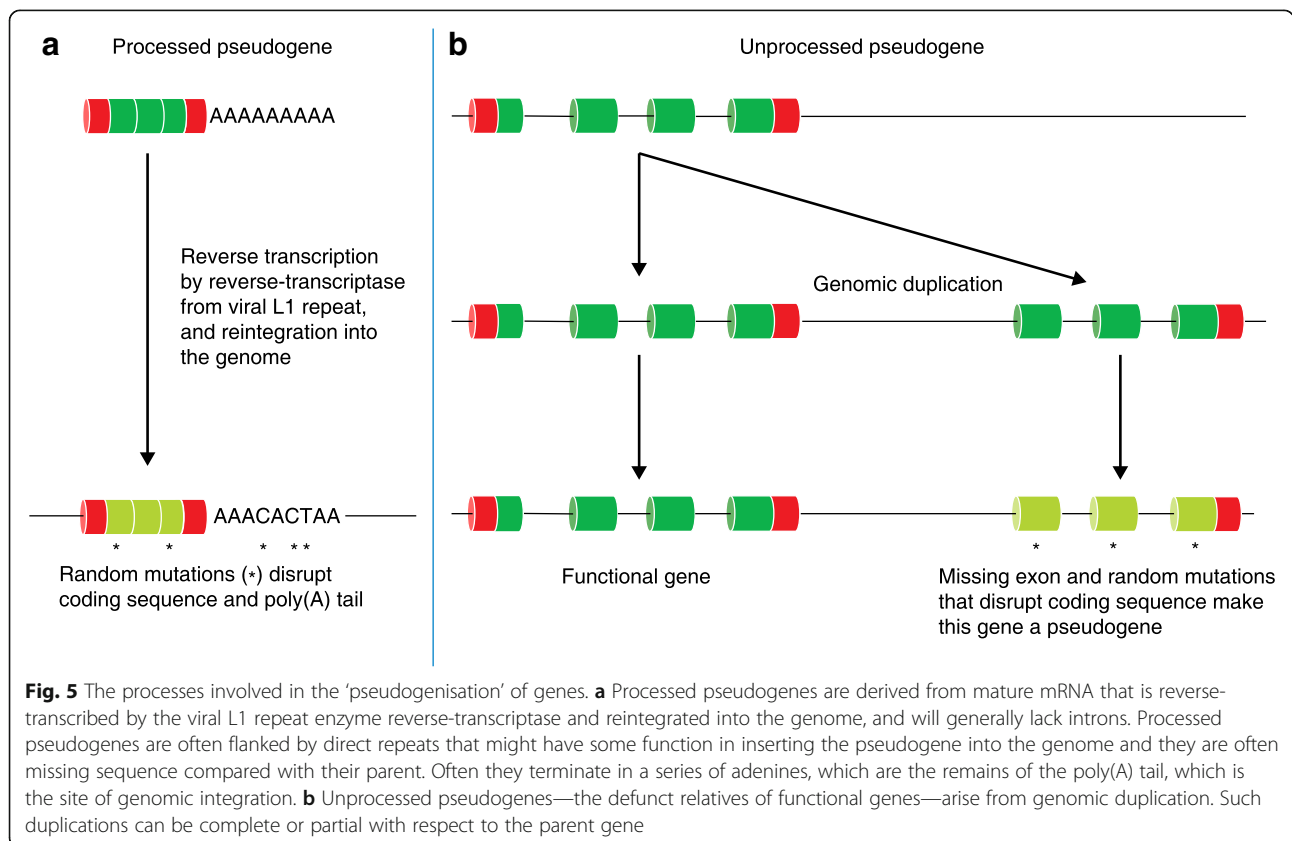 a
Processed pseudogene
AAAAAAAAA
Reverse transcription
by reverse-transcriptase
from viral L1 repeat,
and reintegration into
the genome
AAACACTAA
* * * * *
Random mutations (*) disrupt
coding sequence and poly(A) tail
b
Unprocessed pseudogene
Genomic duplication
* * *
Functional gene
Missing exon and random mutations
that disrupt coding sequence make
this gene a pseudogene
Fig. 5 The processes involved in the ‘pseudogenisation’ of genes. a Processed pseudogenes are derived from mature mRNA that is reverse-
transcribed by the viral L1 repeat enzyme reverse-transcriptase and reintegrated into the genome, and will generally lack introns. Processed
pseudogenes are often flanked by direct repeats that might have some function in inserting the pseudogene into the genome and they are often
missing sequence compared with their parent. Often they terminate in a series of adenines, which are the remains of the poly(A) tail, which is
the site of genomic integration. b Unprocessed pseudogenes—the defunct relatives of functional genes—arise from genomic duplication. Such
duplications can be complete or partial with respect to the parent gene